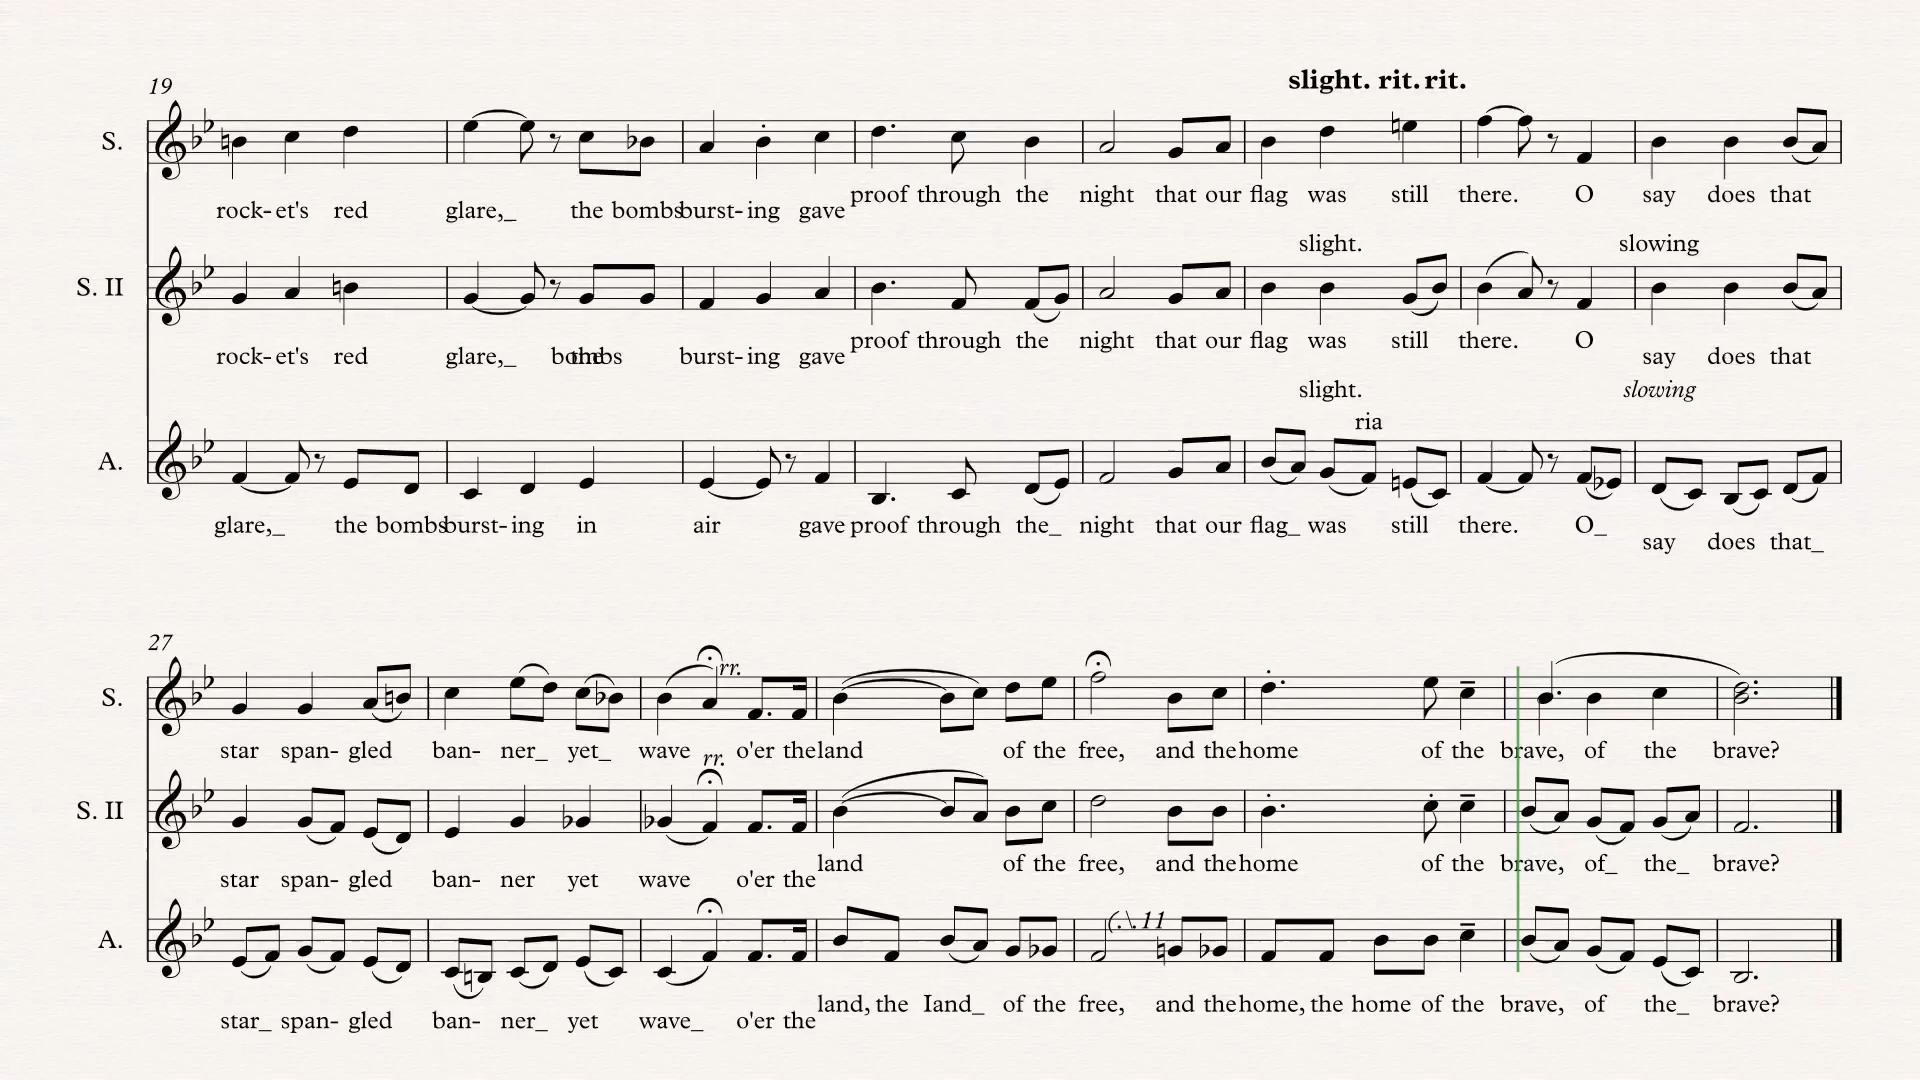 slight. rit. rit.
19
S.
proof through the night that our flag was still there. O say does that
rock- et's red glare,_ the bombs burst- ing gave
slight. slowing
S. II
proof through the night that our flag was still there. O
rock- et's red glare,_ bombs the burst- ing gave say does that
slight. slowing
ria
A.
glare,_ the bombs burst- ing in air gave proof through the_ night that our flag_ was still there. O_
say does that_
27
rr.
S.
star span- gled ban- ner_ yet_ wave o'er the land of the free, and the home of the brave, of the brave?
rr.
S. II
land of the free, and the home of the brave, of_ the_ brave?
star span- gled ban- ner yet wave o'er the
(.\.11
A.
land, the Iand_ of the free, and the home, the home of the brave, of the_ brave?
star_ span- gled ban- ner_ yet wave_ o'er the